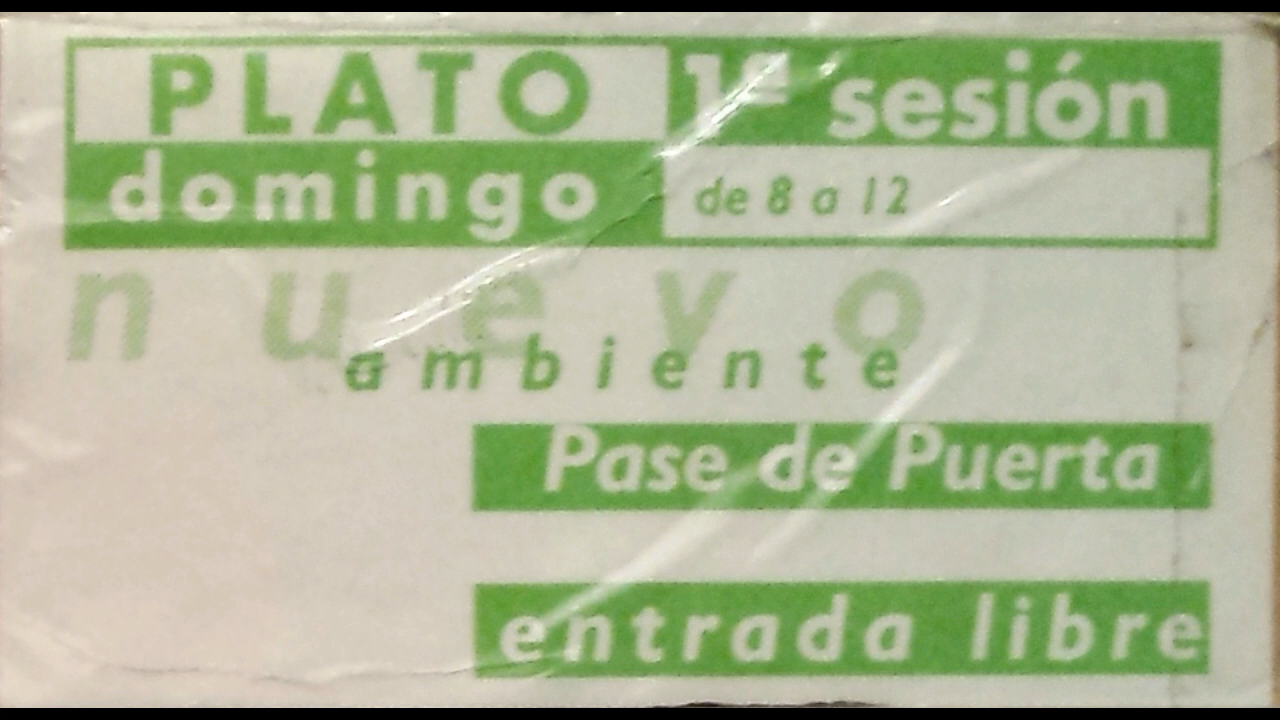 PLATO 1ª sesión
domingo de 8 a 12
nuevo
ambiente
Pase de Puerta
entrada libre